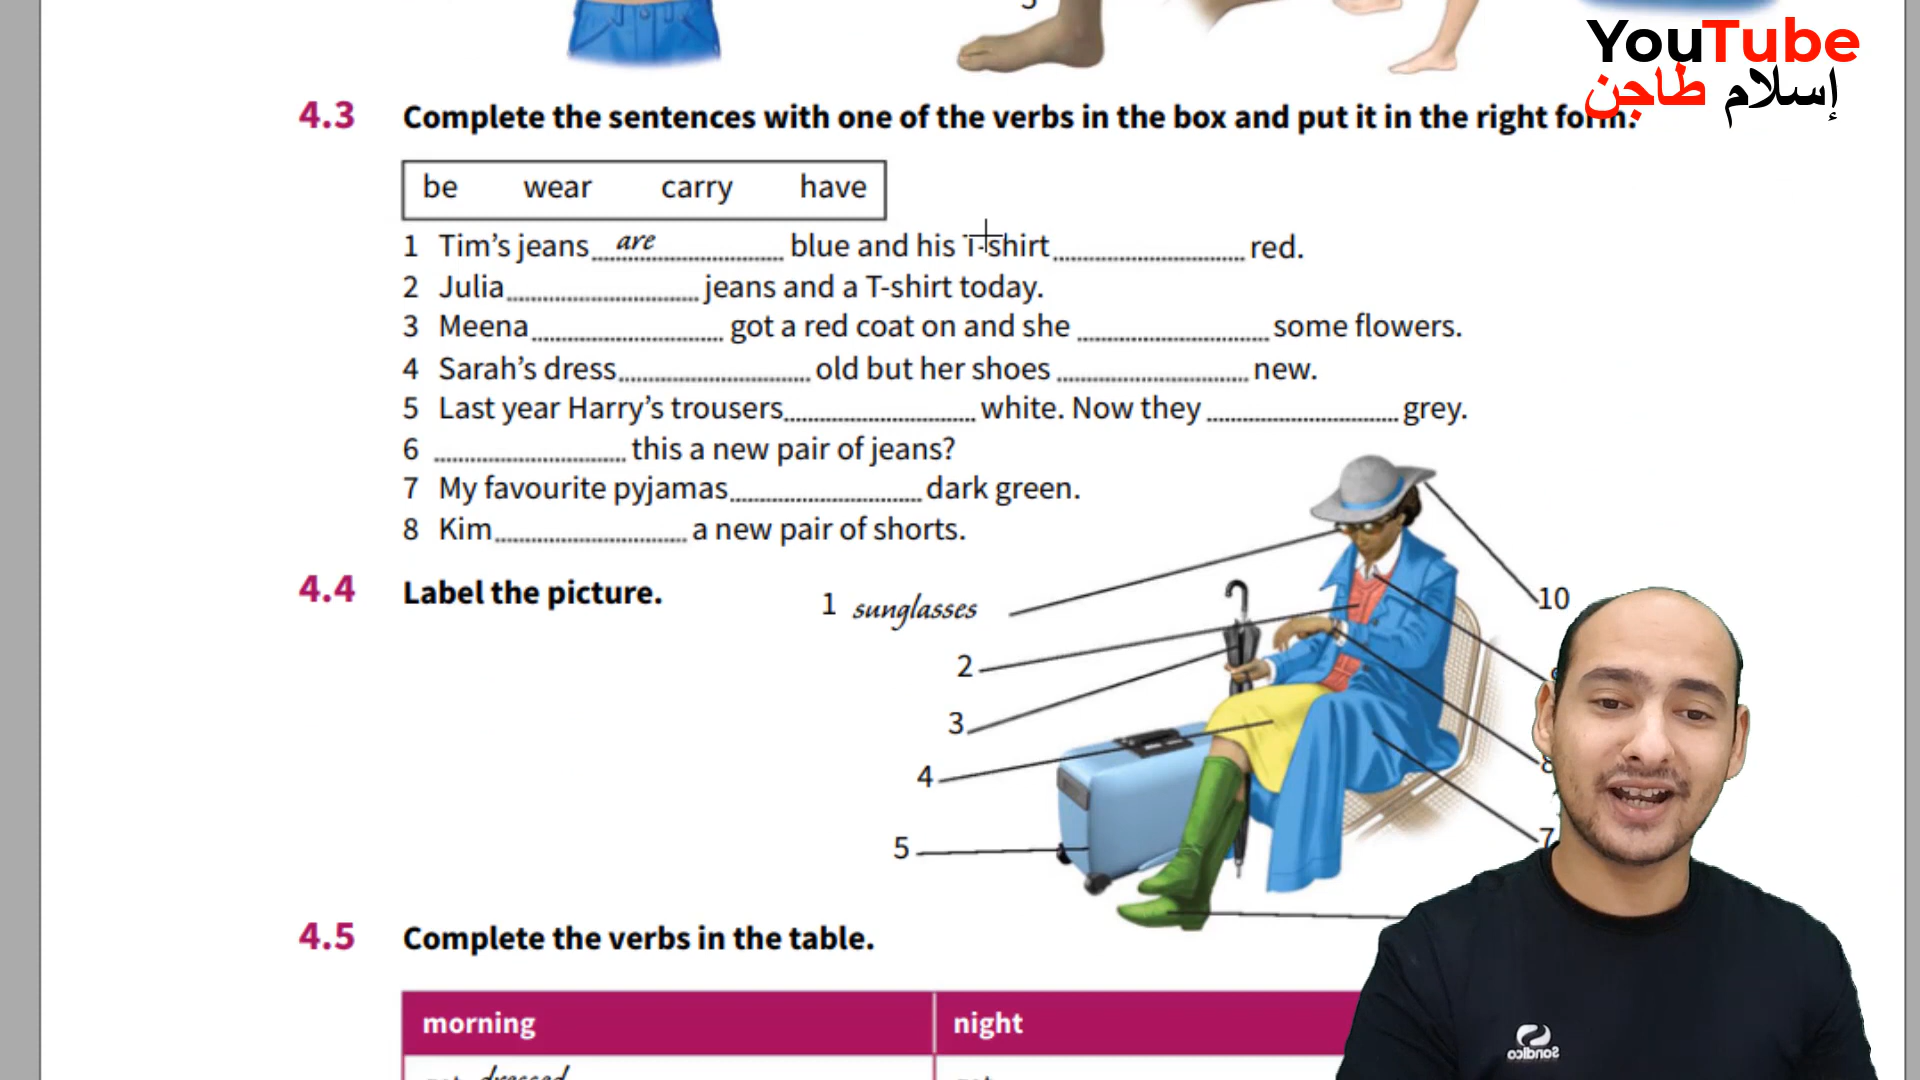 YouTube
إسلام طاجن
4.3 Complete the sentences with one of the verbs in the box and put it in the right form.
be wear carry have
1 Tim's jeans are blue and his T-shirt red.
2 Julia jeans and a T-shirt today.
3 Meena got a red coat on and she some flowers.
4 Sarah's dress old but her shoes new.
5 Last year Harry's trousers white. Now they grey.
6 this a new pair of jeans?
7 My favourite pyjamas dark green.
8 Kim a new pair of shorts.
4.4 Label the picture.
1 sunglasses
10
2
3
4
8
7
5
4.5 Complete the verbs in the table.
morning night
dressed
Sondico